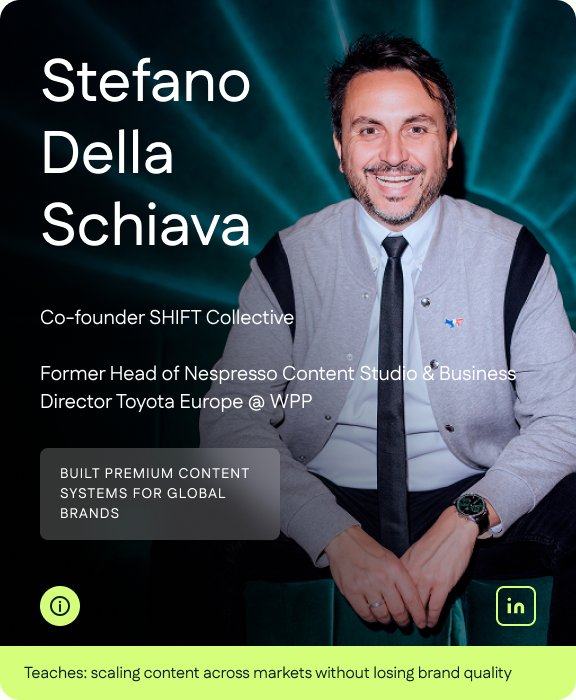 Stefano
Della
Schiava
Co-founder SHIFT Collective
Former Head of Nespresso Content Studio & Business
Director Toyota Europe @ WPP
BUILT PREMIUM CONTENT
SYSTEMS FOR GLOBAL
BRANDS
in
Teaches: scaling content across markets without losing brand quality